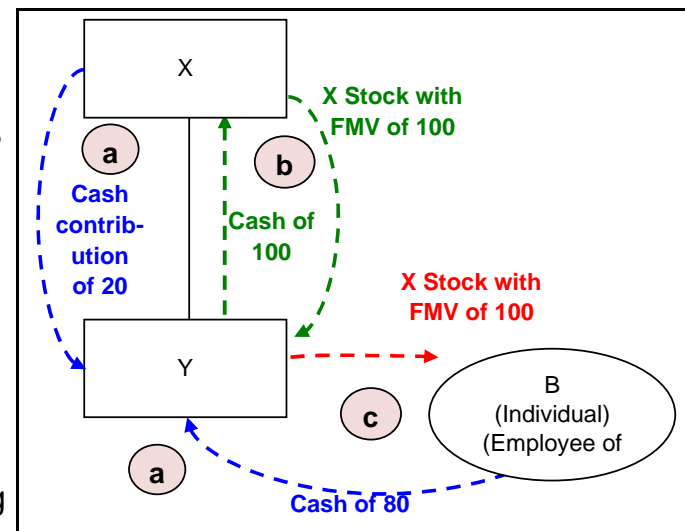 X
X Stock with
FMV of 100
a
b
Cash
contrib-
ution
of 20
Cash of
100
X Stock with
FMV of 100
Y
B
(Individual)
(Employee of
c
a
Cash of 80
g